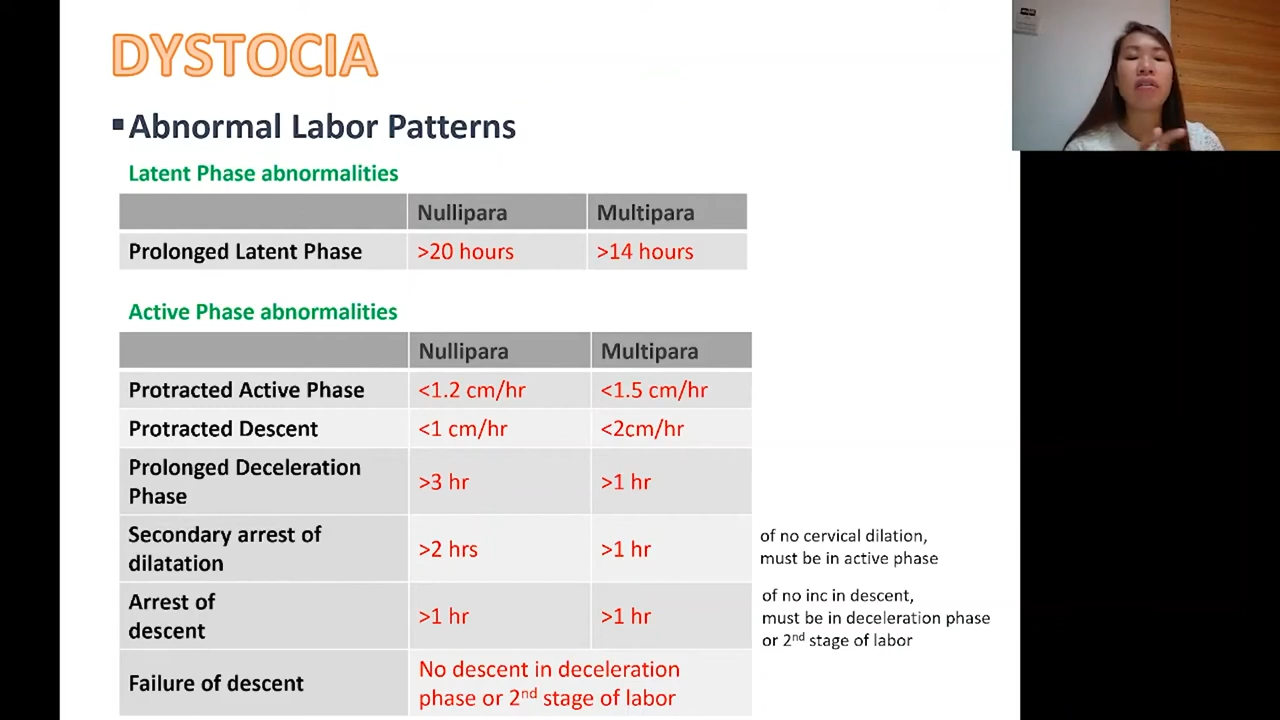 DYSTOCIA
▪Abnormal Labor Patterns
Latent Phase abnormalities
Nullipara Multipara
Prolonged Latent Phase >20 hours >14 hours
Active Phase abnormalities
Nullipara Multipara
Protracted Active Phase <1.2 cm/hr <1.5 cm/hr
Protracted Descent <1 cm/hr <2cm/hr
Prolonged Deceleration
Phase >3 hr >1 hr
Secondary arrest of
dilatation >2 hrs >1 hr
of no cervical dilation,
must be in active phase
Arrest of
descent >1 hr >1 hr
of no inc in descent,
must be in deceleration phase
or 2nd stage of labor
Failure of descent
No descent in deceleration
phase or 2nd stage of labor